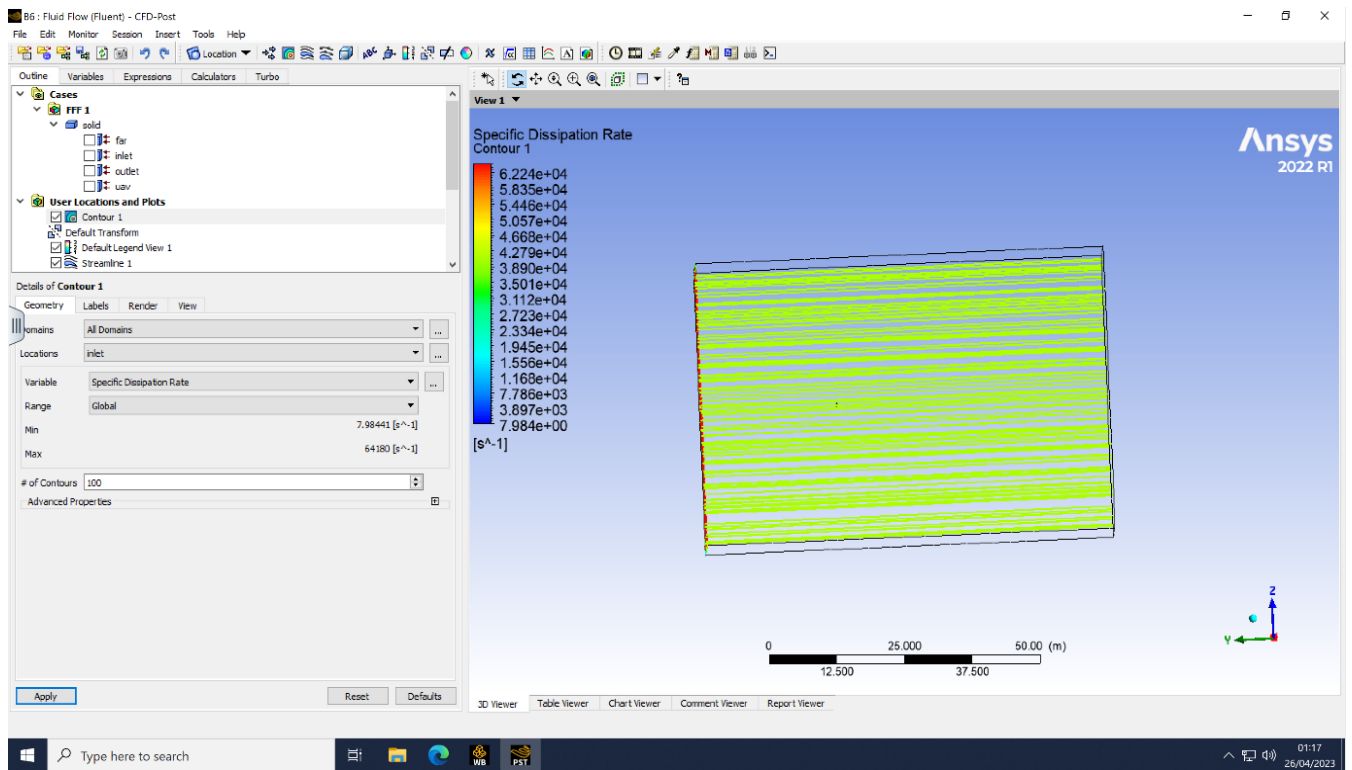 B6 : Fluid Flow (Fluent) - CFD-Post
File Edit Monitor Session Insert Tools Help
Location
Outline Variables Expressions Calculators Turbo
Cases
FFF 1
solid
far
inlet
outlet
uav
User Locations and Plots
Contour 1
Default Transform
Default Legend View 1
Streamline 1
Details of Contour 1
Geometry Labels Render View
Domains All Domains ...
Locations inlet ...
Variable Specific Dissipation Rate ...
Range Global
Min 7.98441 [s^-1]
Max 64180 [s^-1]
# of Contours 100
Advanced Properties
Apply Reset Defaults
View 1
Specific Dissipation Rate
Contour 1
6.224e+04
5.835e+04
5.446e+04
5.057e+04
4.668e+04
4.279e+04
3.890e+04
3.501e+04
3.112e+04
2.723e+04
2.334e+04
1.945e+04
1.556e+04
1.168e+04
7.786e+03
3.897e+03
7.984e+00
[s^-1]
Ansys
2022 R1
Z
Y
0 25.000 50.00 (m)
12.500 37.500
3D Viewer Table Viewer Chart Viewer Comment Viewer Report Viewer
Type here to search
WB
PST
01:17
26/04/2023